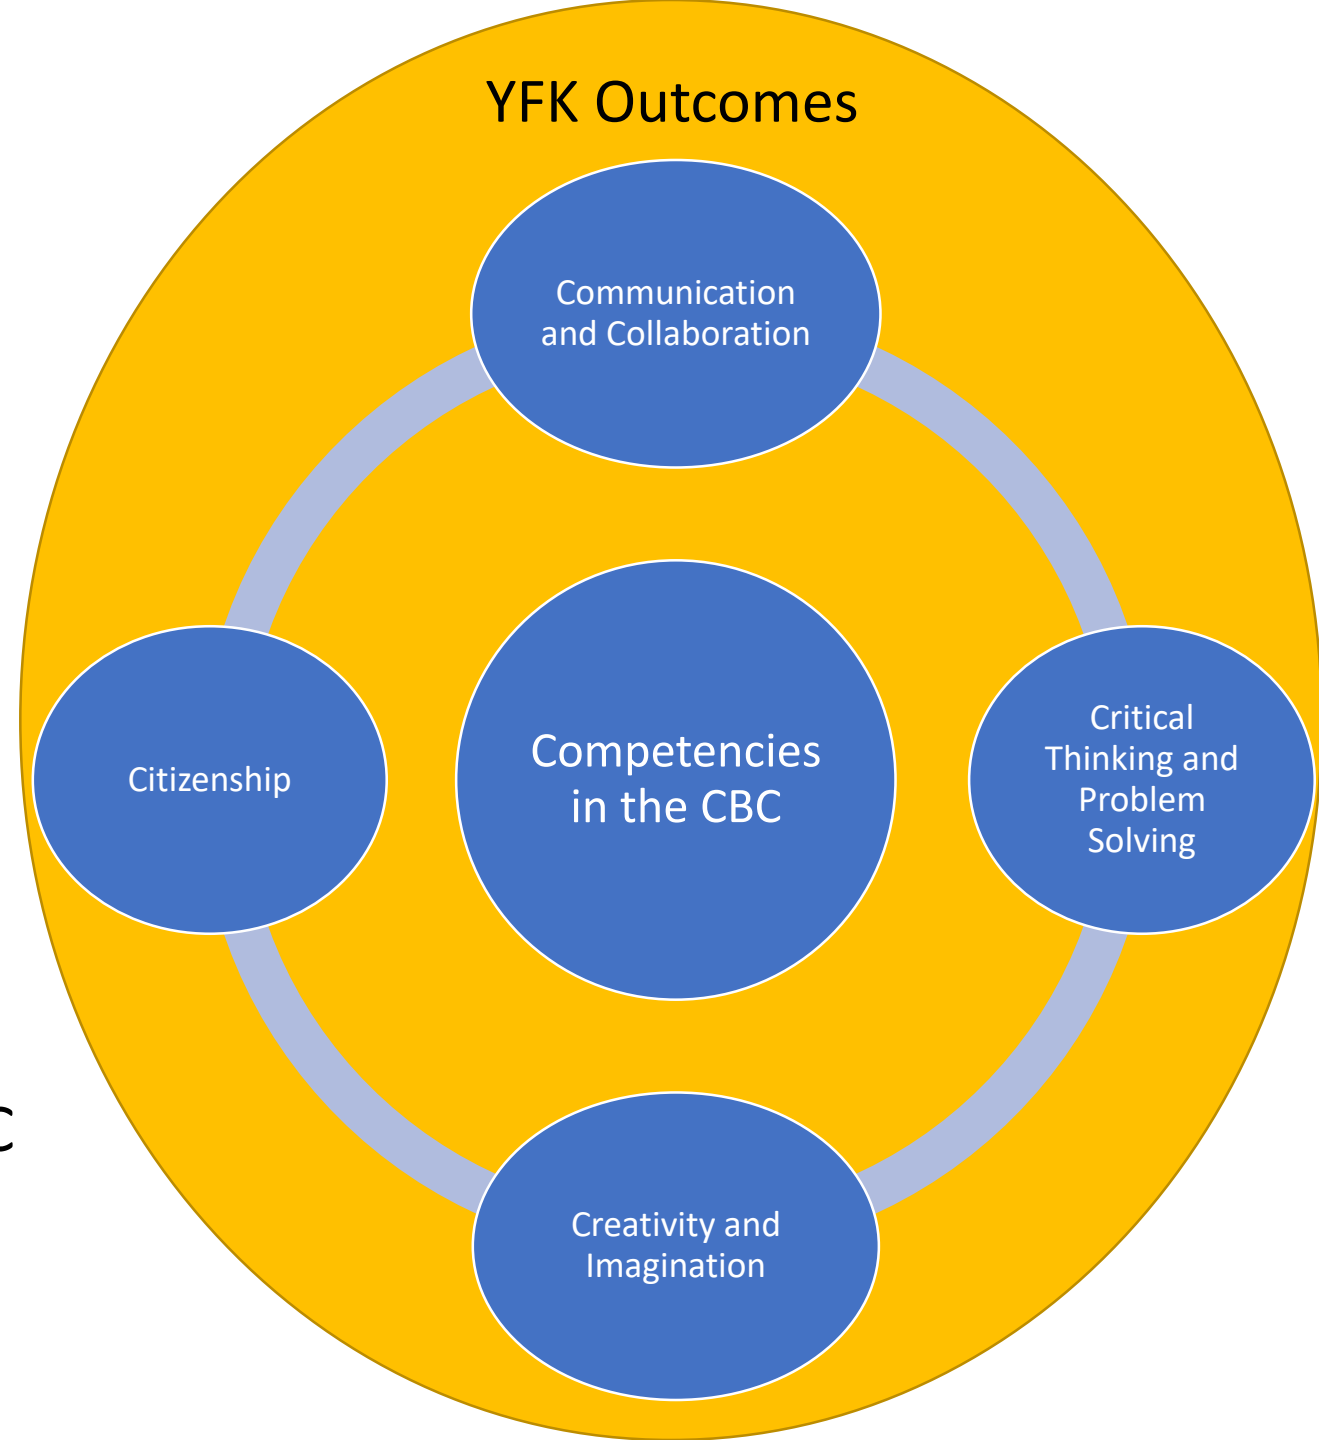 YFK Outcomes
Communication
and Collaboration
Competencies
in the CBC
Critical
Thinking and
Problem
Solving
Citizenship
Creativity and
Imagination
C